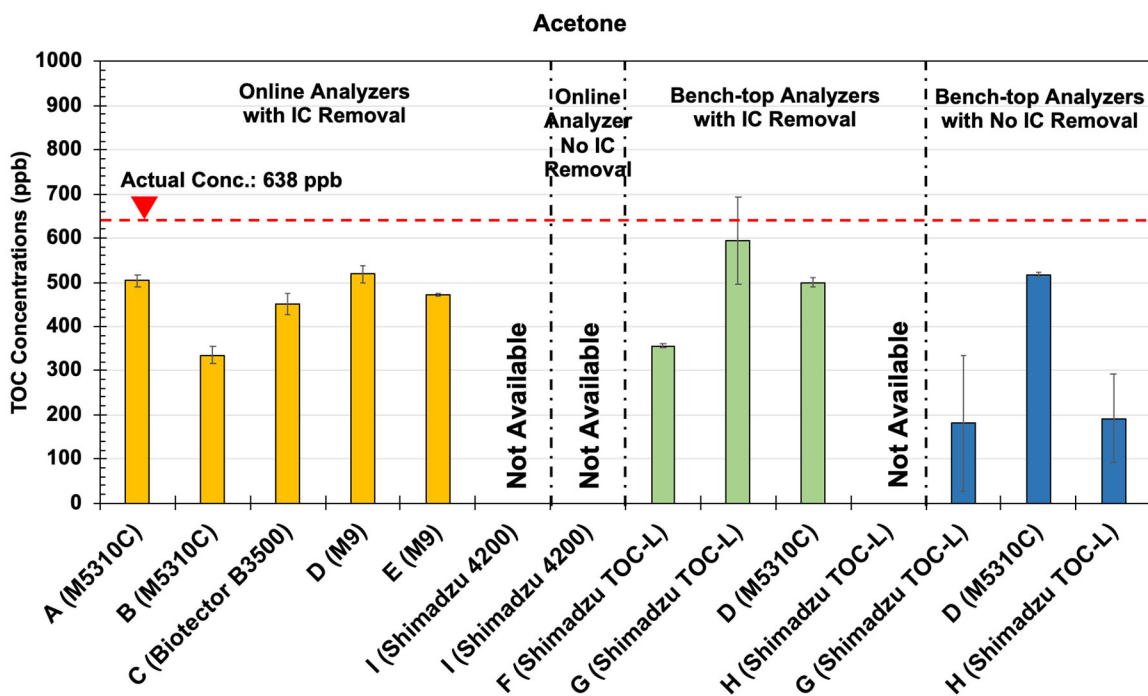 Acetone
TOC Concentrations (ppb)
1000
900
800
700
600
500
400
300
200
100
0
Online Analyzers
with IC Removal
Online
Analyzer
No IC
Removal
Bench-top Analyzers
with IC Removal
Bench-top Analyzers
with No IC Removal
Actual Conc.: 638 ppb
Not Available
Not Available
Not Available
A (M5310C)
B (M5310C)
C (Biotector B3500)
D (M9)
E (M9)
I (Shimadzu 4200)
I (Shimadzu 4200)
F (Shimadzu TOC-L)
G (Shimadzu TOC-L)
D (M5310C)
H (Shimadzu TOC-L)
G (Shimadzu TOC-L)
D (M5310C)
H (Shimadzu TOC-L)